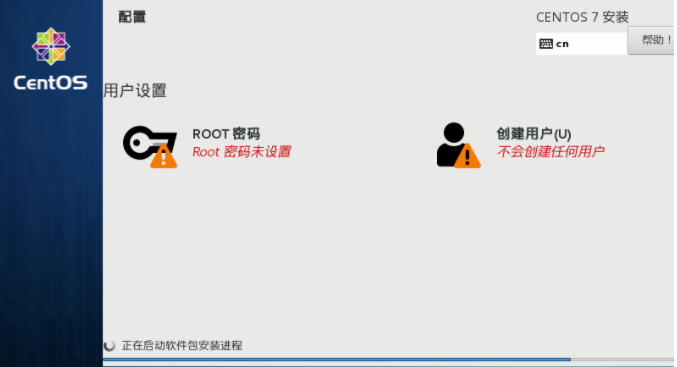 配置
CENTOS 7 安装
cn
帮助！
CentOS
用户设置
ROOT 密码
Root 密码未设置
创建用户(U)
不会创建任何用户
正在启动软件包安装进程